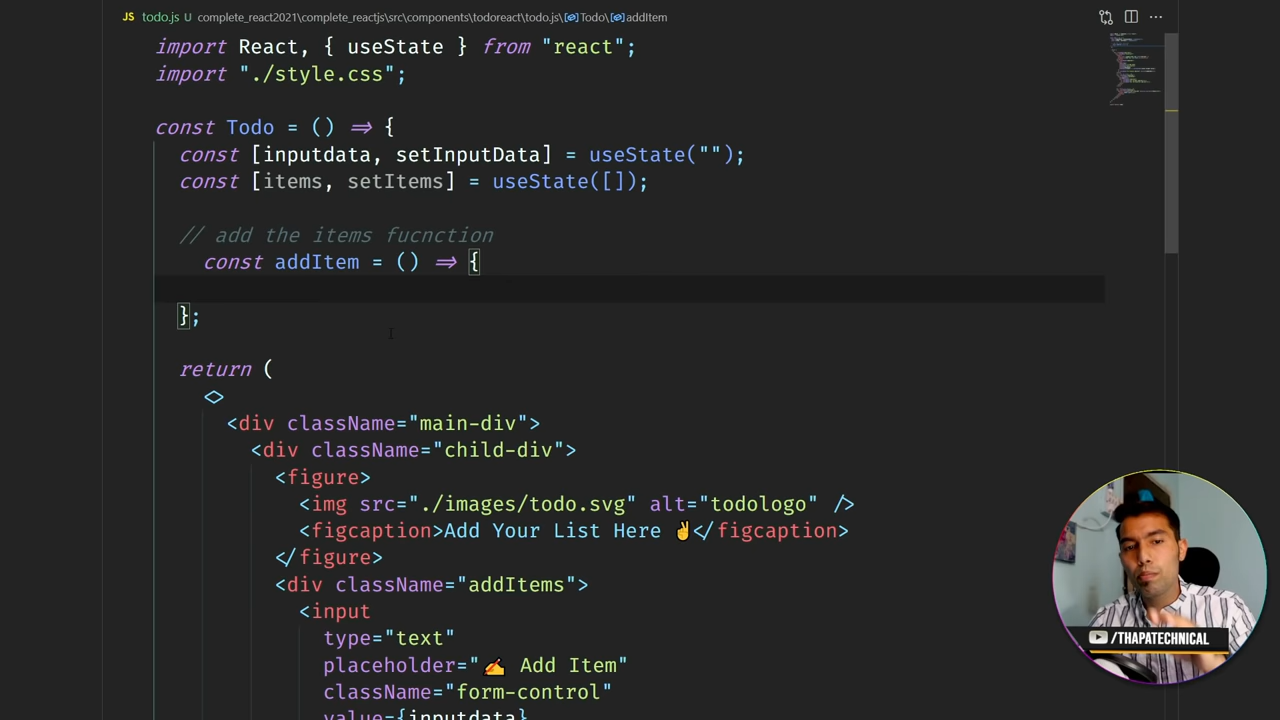 JS todo.js U complete_react2021\complete_reactjs\src\components\todoreact\todo.js\Todo\addItem
import React, { useState } from "react";
import "./style.css";
const Todo = () => {
const [inputdata, setInputData] = useState("");
const [items, setItems] = useState([]);
// add the items fucnction
const addItem = () => {
};
return (
<>
<div className="main-div">
<div className="child-div">
<figure>
<img src="./images/todo.svg" alt="todologo" />
<figcaption>Add Your List Here ✌</figcaption>
</figure>
<div className="addItems">
<input
type="text"
placeholder="✍ Add Item"
className="form-control"
value={inputdata}
/THAPATECHNICAL